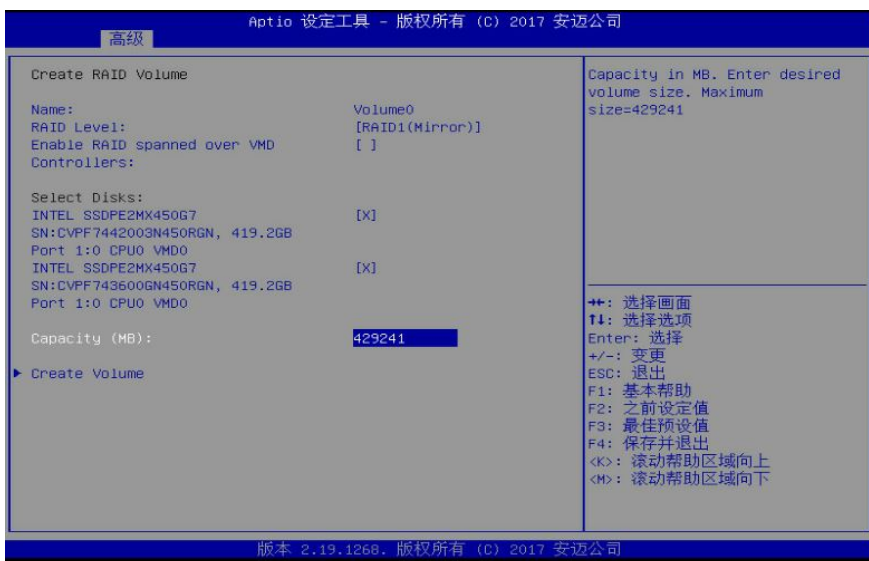 Aptio 设定工具 - 版权所有 (C) 2017 安迈公司
高级
Create RAID Volume
Name: Volume0
RAID Level: [RAID1(Mirror)]
Enable RAID spanned over VMD [ ]
Controllers:
Select Disks:
INTEL SSDPE2MX450G7 [X]
SN:CVPF7442003N450RGN, 419.2GB
Port 1:0 CPU0 VMD0
INTEL SSDPE2MX450G7 [X]
SN:CVPF743600GN450RGN, 419.2GB
Port 1:0 CPU0 VMD0
Capacity (MB): 429241
Create Volume
Capacity in MB. Enter desired
volume size. Maximum
size=429241
→←: 选择画面
↑↓: 选择选项
Enter: 选择
+/-: 变更
ESC: 退出
F1: 基本帮助
F2: 之前设定值
F3: 最佳预设值
F4: 保存并退出
<K>: 滚动帮助区域向上
<M>: 滚动帮助区域向下
版本 2.19.1268. 版权所有 (C) 2017 安迈公司